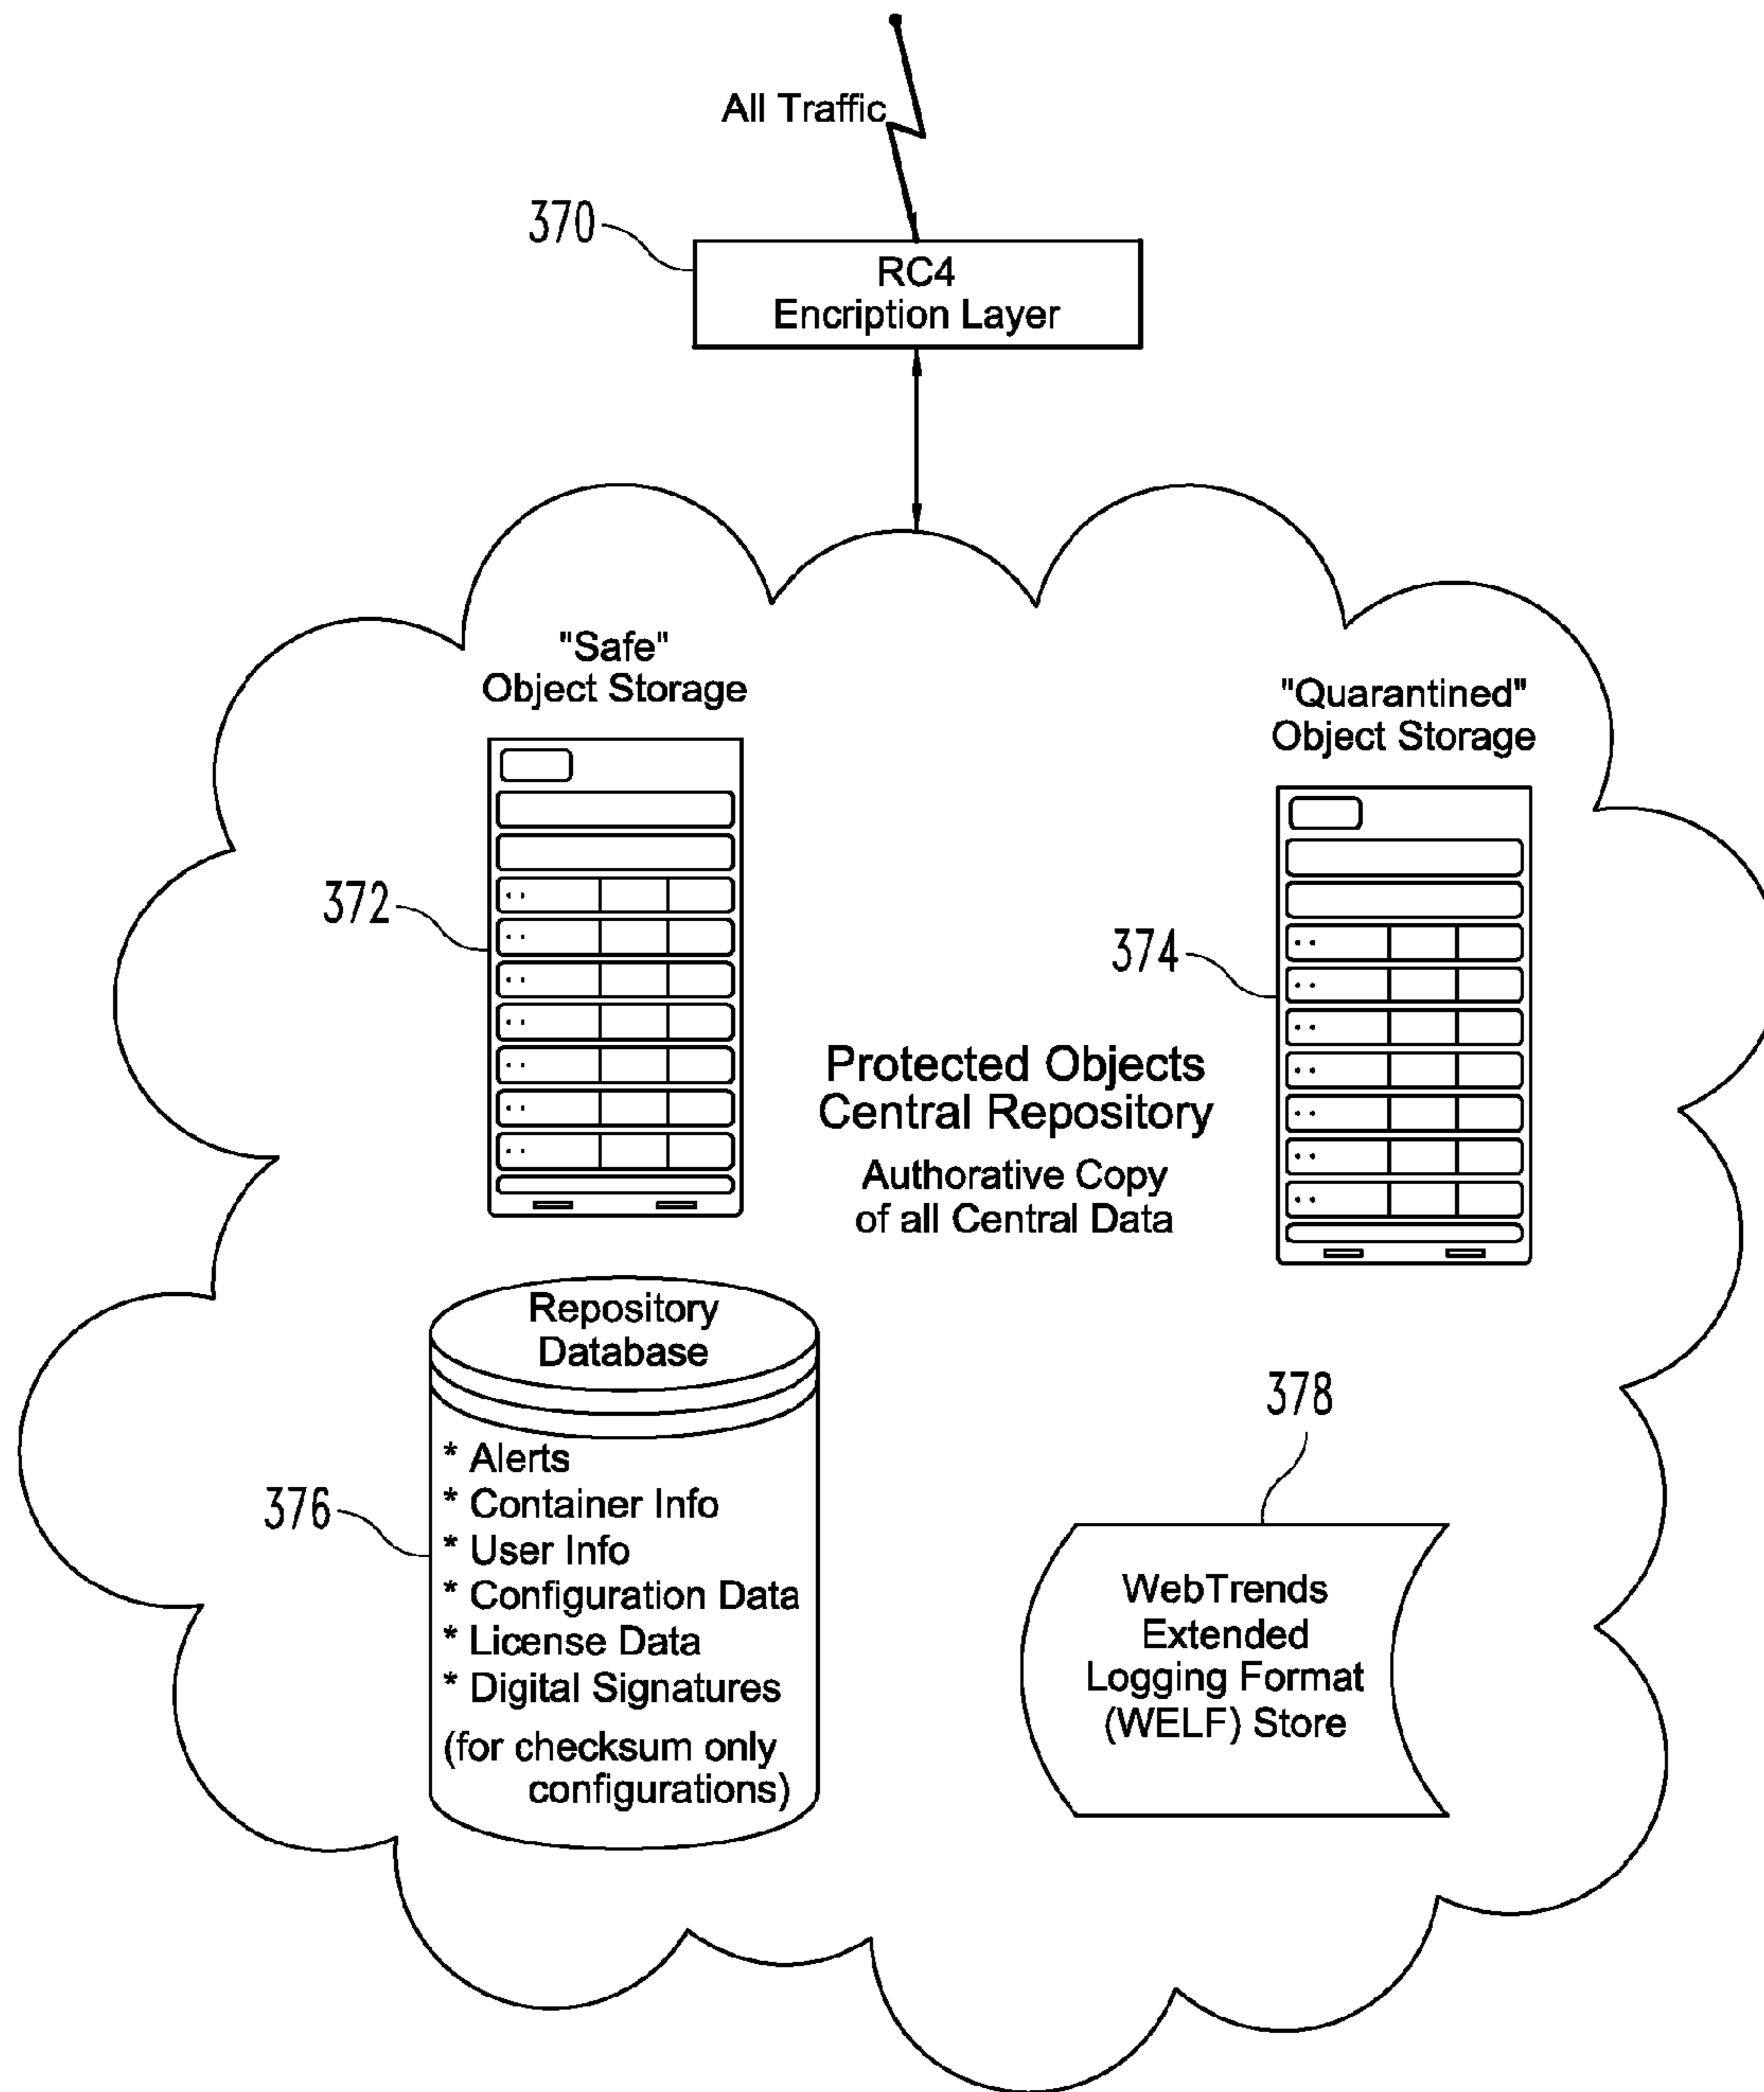 All Traffic
370
RC4
Encription Layer
"Safe"
Object Storage
"Quarantined"
Object Storage
372
374
Protected Objects
Central Repository
Authorative Copy
of all Central Data
Repository
Database
376
* Alerts
* Container Info
* User Info
* Configuration Data
* License Data
* Digital Signatures
(for checksum only
configurations)
378
WebTrends
Extended
Logging Format
(WELF) Store